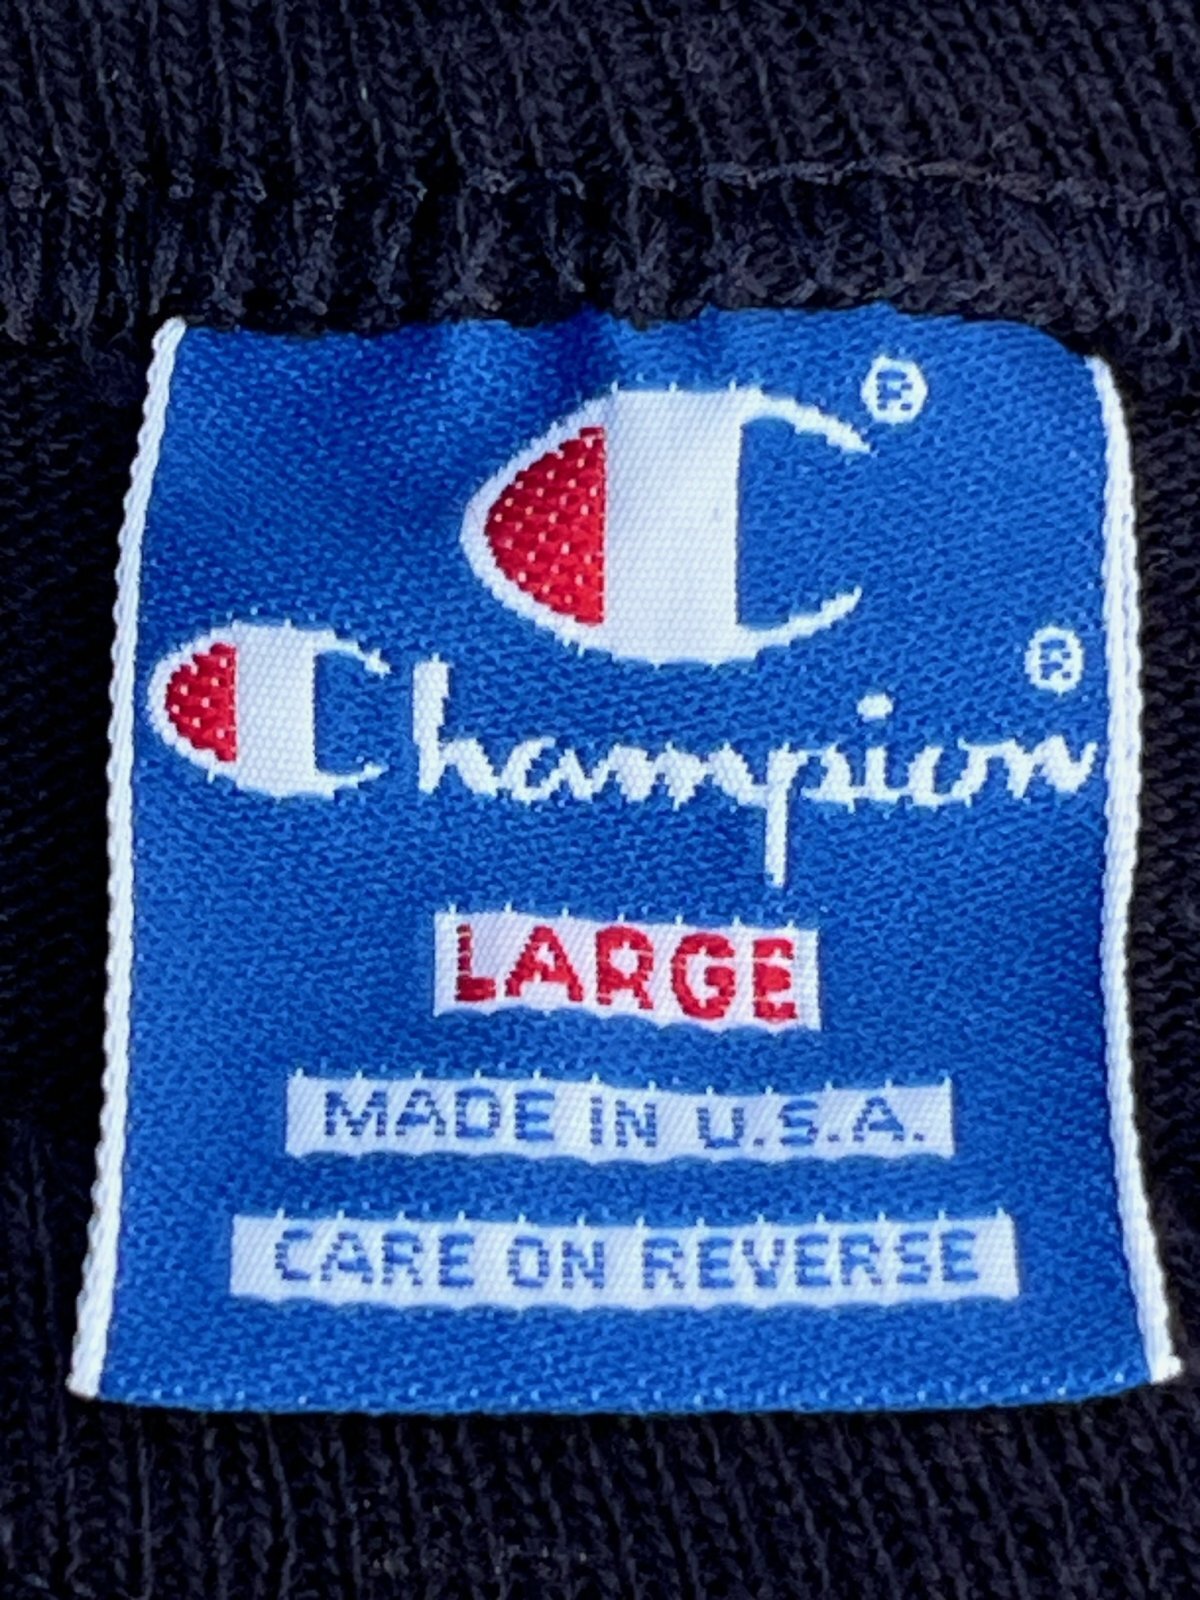 C®
Champion®
LARGE
MADE IN U.S.A.
CARE ON REVERSE